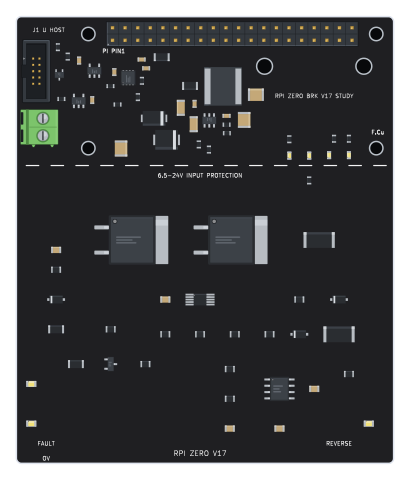 J1 U HOST
PI PIN1
RPI ZERO BRK V17 STUDY
F.Cu
6.5-24V INPUT PROTECTION
FAULT
REVERSE
0V
RPI ZERO V17